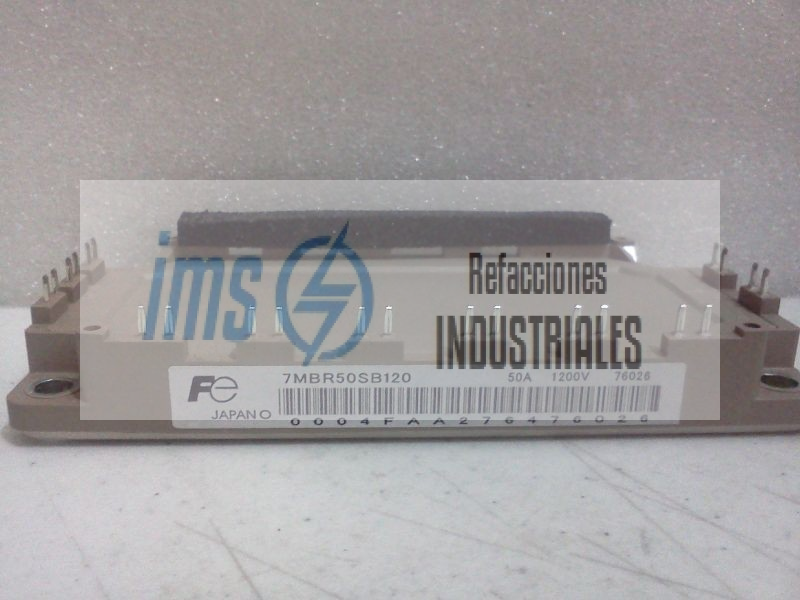 ims
Refacciones
INDUSTRIALES
Fe
7MBR50SB120 50A 1200V 76026
JAPAN O
0004FAA276476026